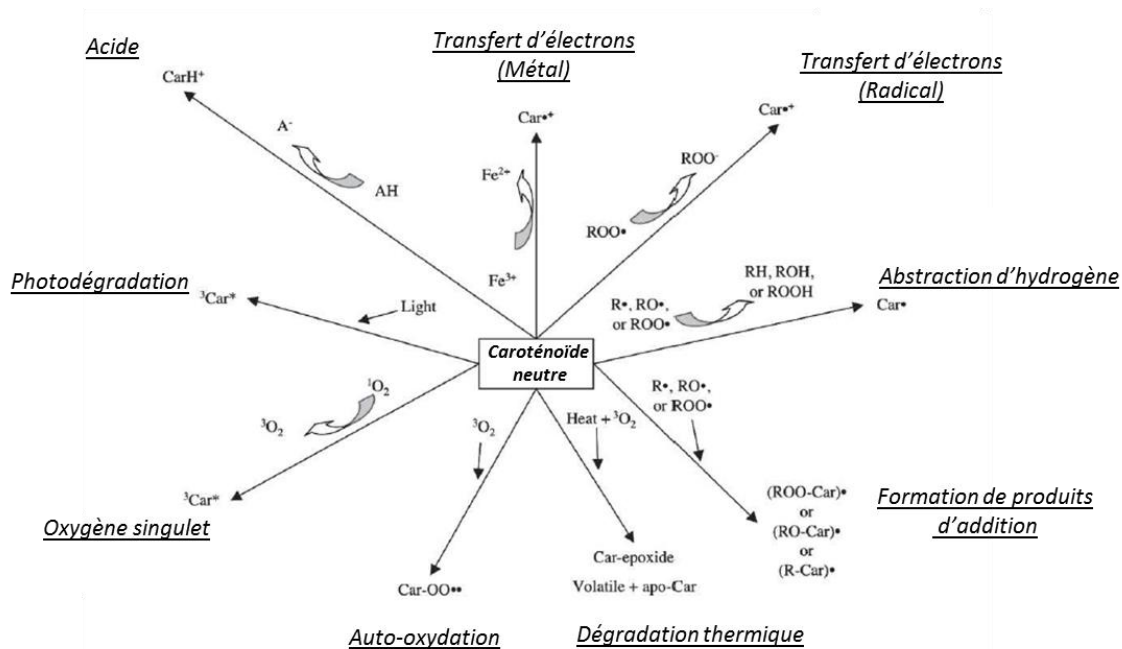 Acide
CarH⁺
A⁻
AH
Transfert d’électrons
(Métal)
Car•⁺
Fe²⁺
Fe³⁺
Transfert d’électrons
(Radical)
Car•⁺
ROO⁻
ROO•
Photodégradation
³Car*
Light
Abstraction d’hydrogène
Car•
RH, ROH,
or ROOH
R•, RO•,
or ROO•
Caroténoïde
neutre
¹O₂
³O₂
³Car*
Oxygène singulet
³O₂
Car-OO••
Auto-oxydation
Heat + ³O₂
Car-epoxide
Volatile + apo-Car
Dégradation thermique
R•, RO•,
or ROO•
(ROO-Car)•
or
(RO-Car)•
or
(R-Car)•
Formation de produits
d’addition